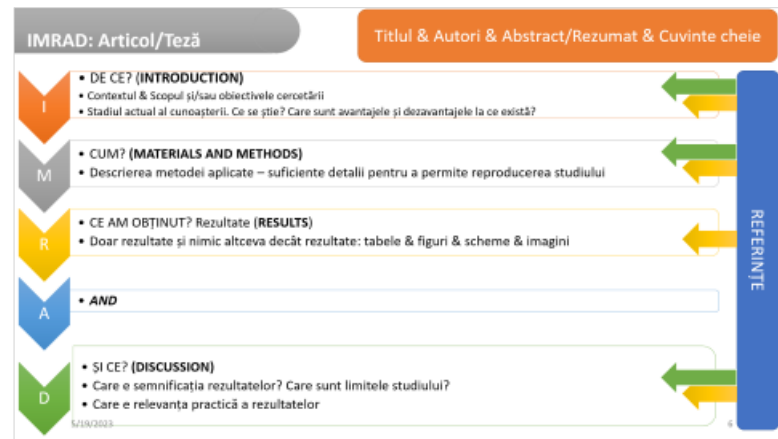 IMRAD: Articol/Teză
Titlul & Autori & Abstract/Rezumat & Cuvinte cheie
I
• DE CE? (INTRODUCTION)
• Contextul & Scopul și/sau obiectivele cercetării
• Stadiul actual al cunoașterii. Ce se știe? Care sunt avantajele și dezavantajele la ce există?
M
• CUM? (MATERIALS AND METHODS)
• Descrierea metodei aplicate – suficiente detalii pentru a permite reproducerea studiului
R
• CE AM OBȚINUT? Rezultate (RESULTS)
• Doar rezultate și nimic altceva decât rezultate: tabele & figuri & scheme & imagini
A
• AND
D
• ȘI CE? (DISCUSSION)
• Care e semnificația rezultatelor? Care sunt limitele studiului?
• Care e relevanța practică a rezultatelor
REFERINȚE
5/19/2023
6